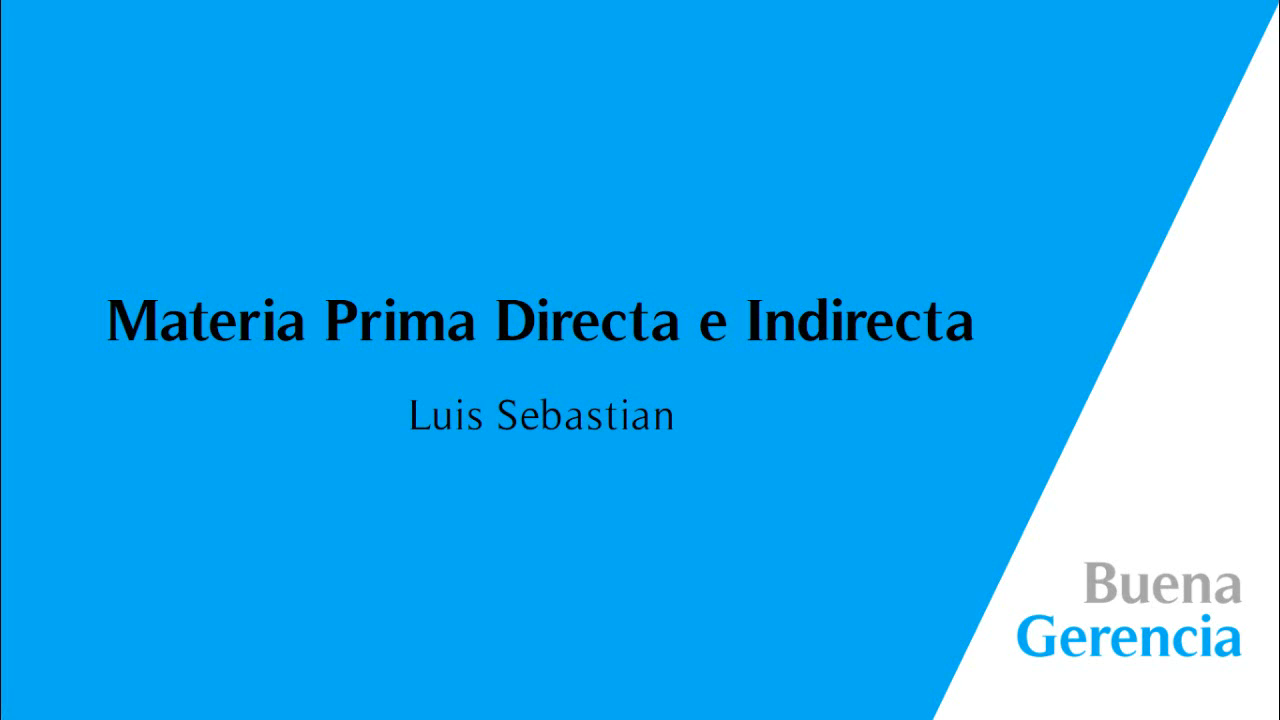 Materia Prima Directa e Indirecta
Luis Sebastian
Buena
Gerencia